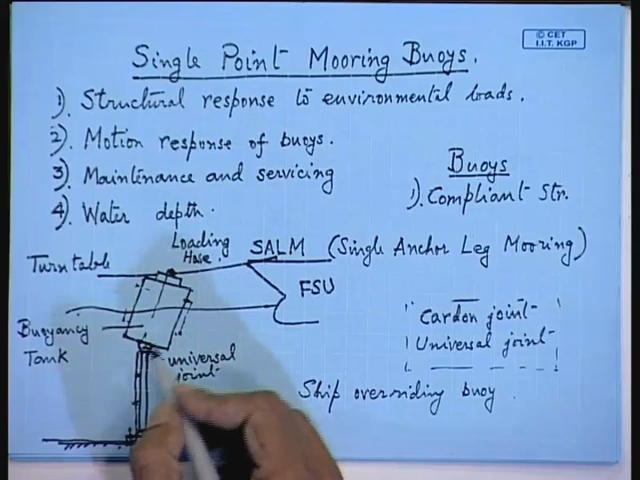 © CET
I.I.T. KGP
Single Point Mooring Buoys.
1). Structural response to environmental loads.
2). Motion response of buoys.
3). Maintenance and servicing
4). Water depth.
Buoys
1). Compliant Str.
Loading
Hose.
SALM (Single Anchor Leg Mooring)
Turntable
FSU
Buoyancy
Tank
Cardon joint
Universal joint
universal
joint
Ship overriding buoy.